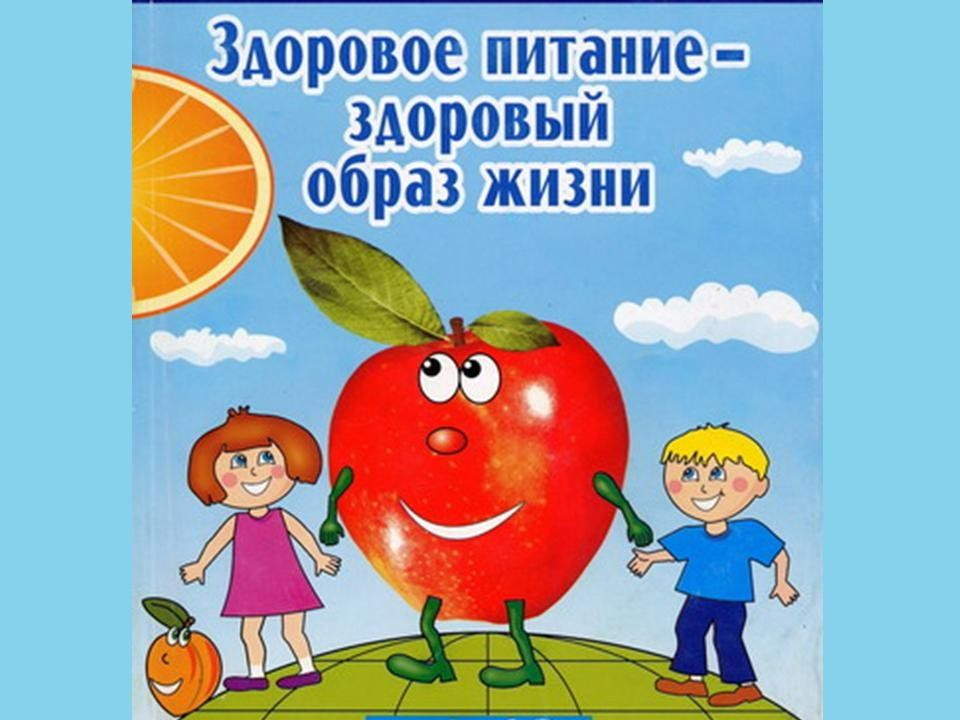 Здоровое питание –
здоровый
образ жизни